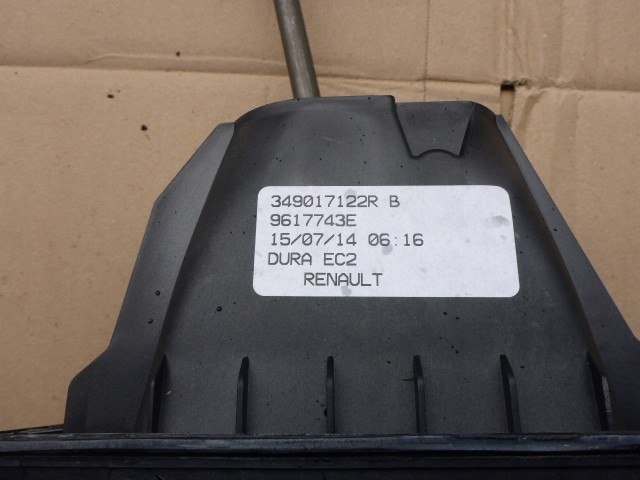 349017122R B
9617743E
15/07/14 06:16
DURA EC2
RENAULT